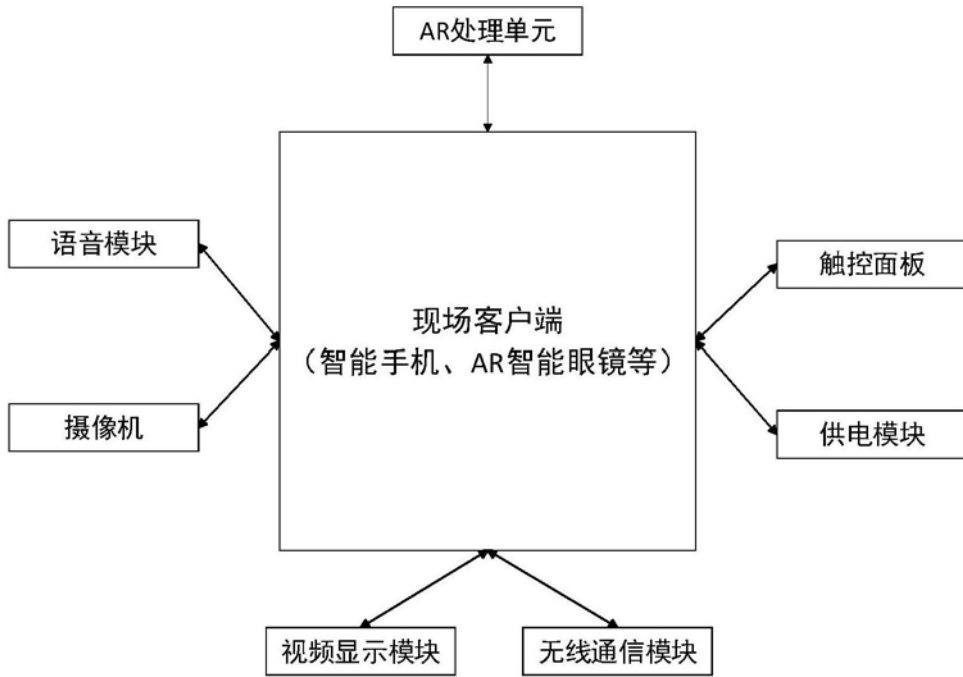 AR处理单元
语音模块
触控面板
现场客户端
（智能手机、AR智能眼镜等）
摄像机
供电模块
视频显示模块
无线通信模块